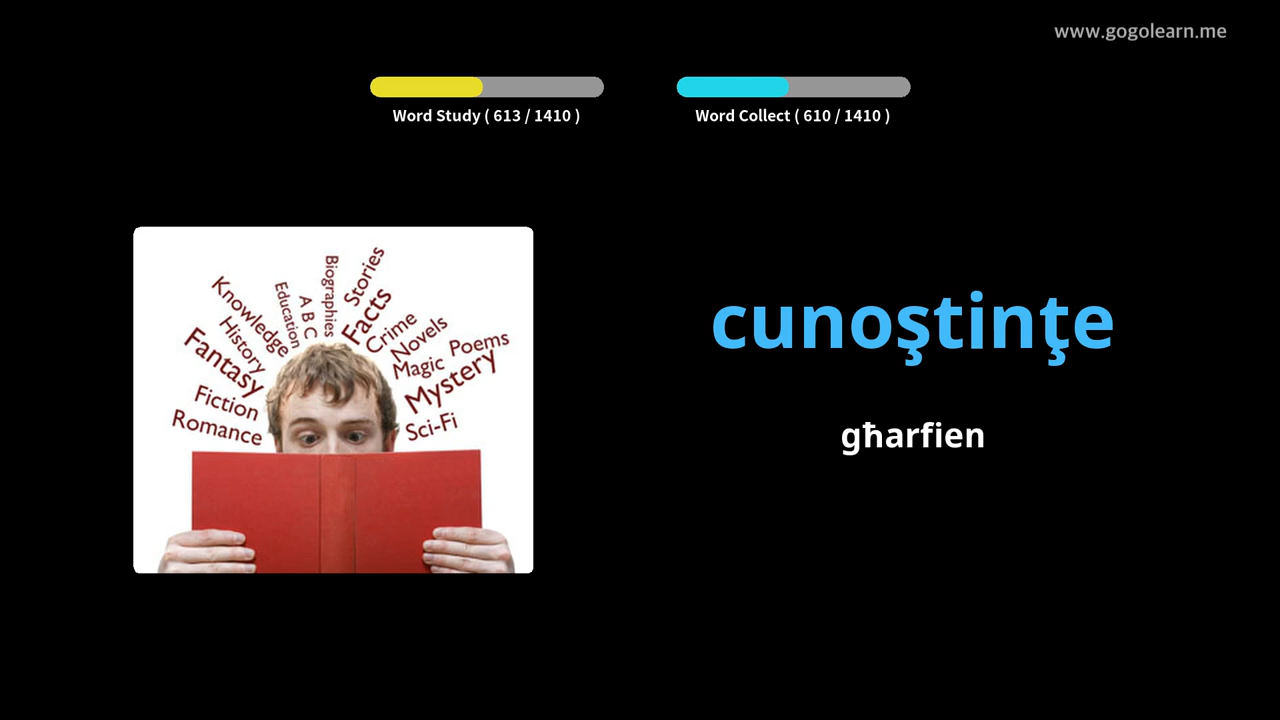 www.gogolearn.me
Word Study ( 613 / 1410 )
Word Collect ( 610 / 1410 )
Knowledge
Education
A B C
Biographies
Stories
Facts
History
Crime
Novels
Poems
Fantasy
Magic
Mystery
Fiction
Romance
Sci-Fi
cunoştinţe
għarfien